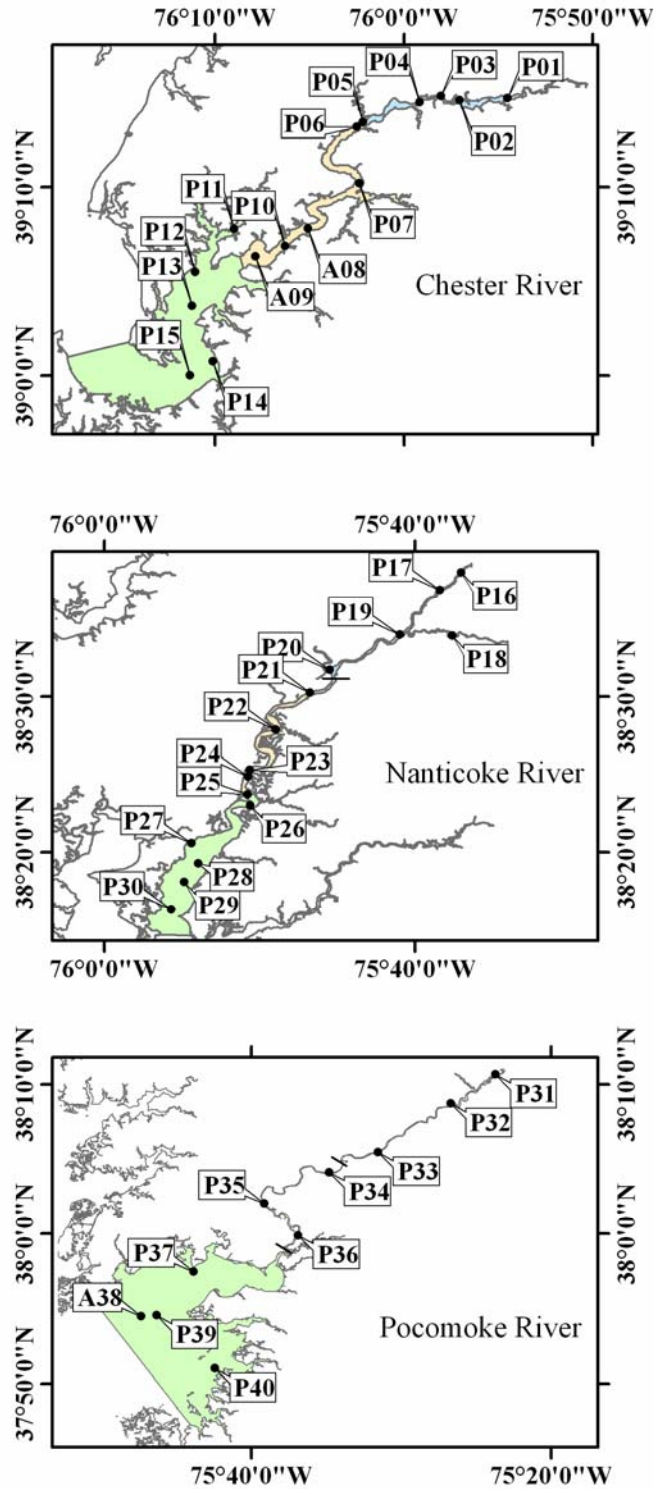 76°10'0"W 76°0'0"W 75°50'0"W
P04 P03 P01
P05
P06
P02
39°10'0"N 39°10'0"N
P11
P10
P07
P12
P13
A08
A09
Chester River
P15
39°0'0"N 39°0'0"N
P14
76°0'0"W 75°40'0"W
P17
P16
P19
P20
P18
P21
38°30'0"N 38°30'0"N
P22
P24 P23
Nanticoke River
P25
P26
P27
38°20'0"N 38°20'0"N
P28
P30
P29
76°0'0"W 75°40'0"W
38°10'0"N 38°10'0"N
P31
P32
P33
P35
P34
P36
38°0'0"N 38°0'0"N
P37
A38
P39
Pocomoke River
P40
37°50'0"N 37°50'0"N
75°40'0"W 75°20'0"W